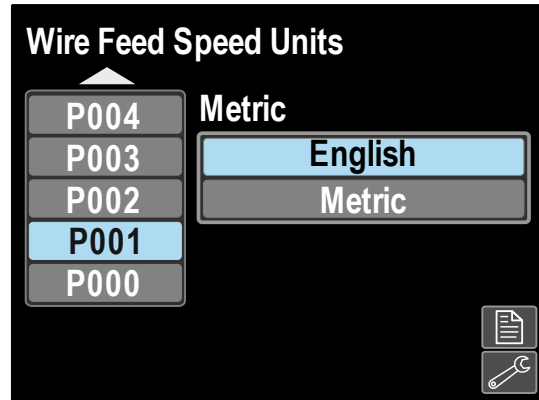 Wire Feed Speed Units
P004
P003
P002
P001
P000
Metric
English
Metric